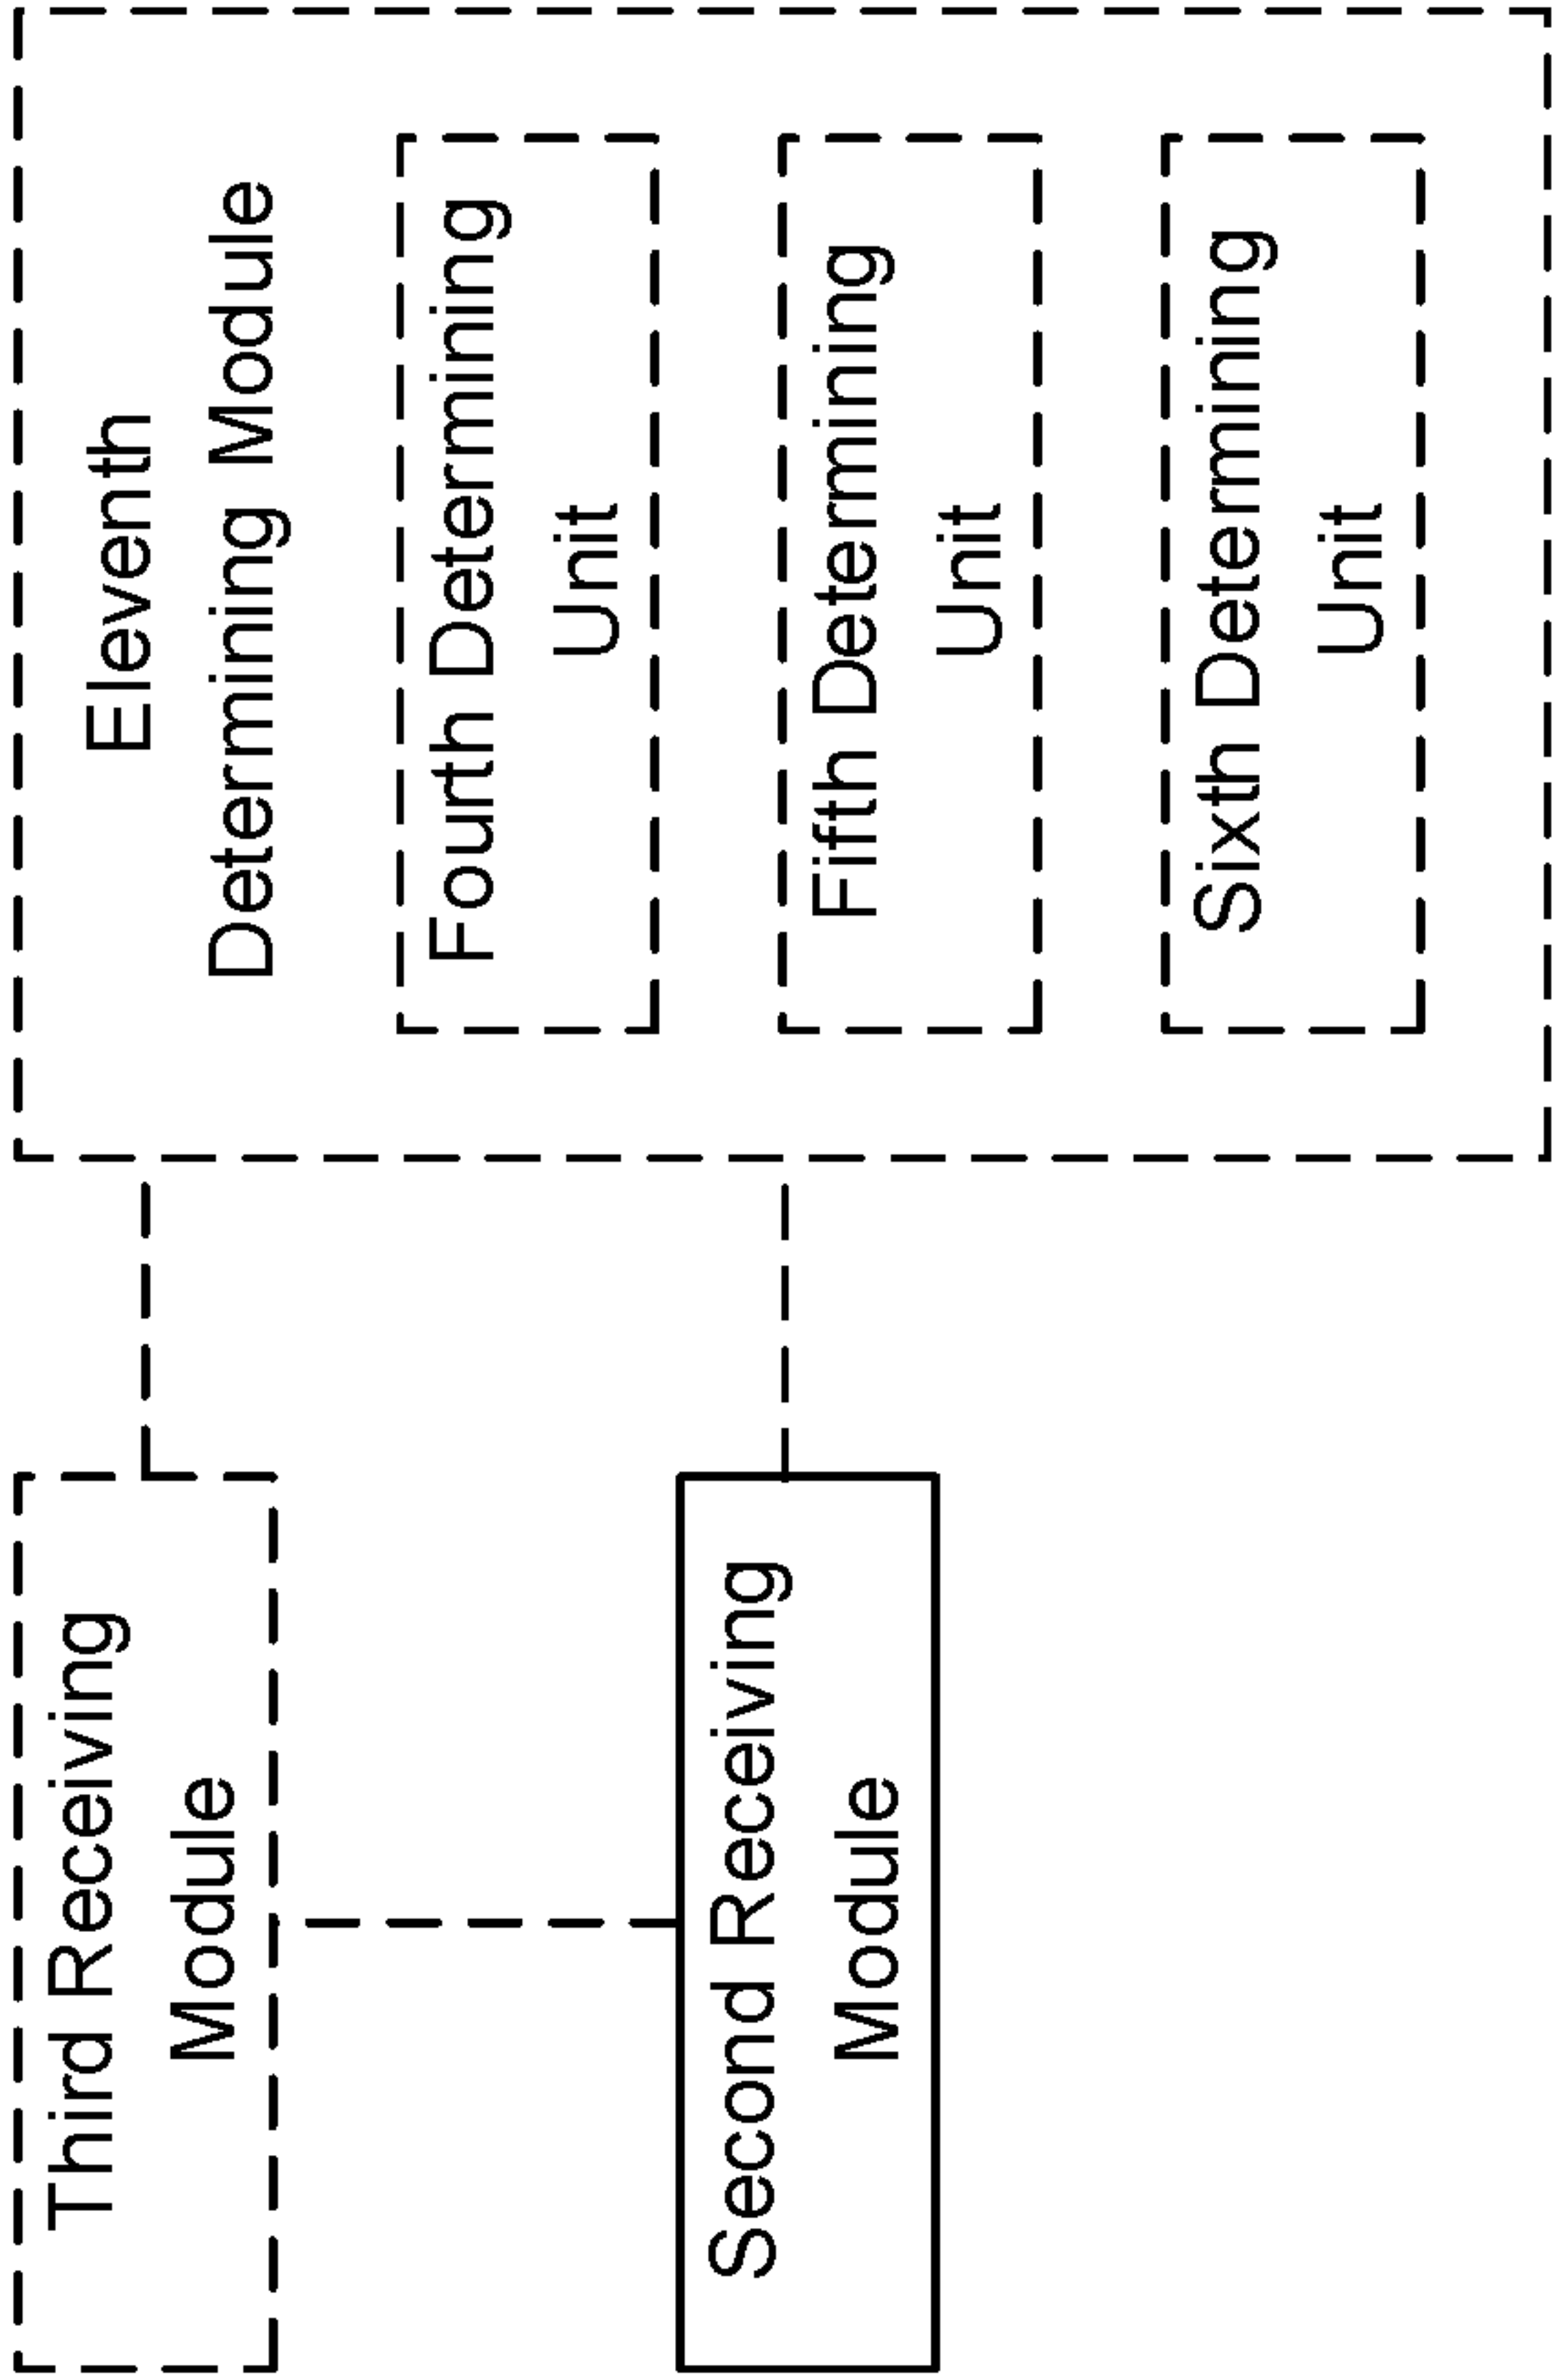 Third Receiving
Module
Second Receiving
Module
Eleventh
Determining Module
Fourth Determining
Unit
Fifth Determining
Unit
Sixth Determining
Unit